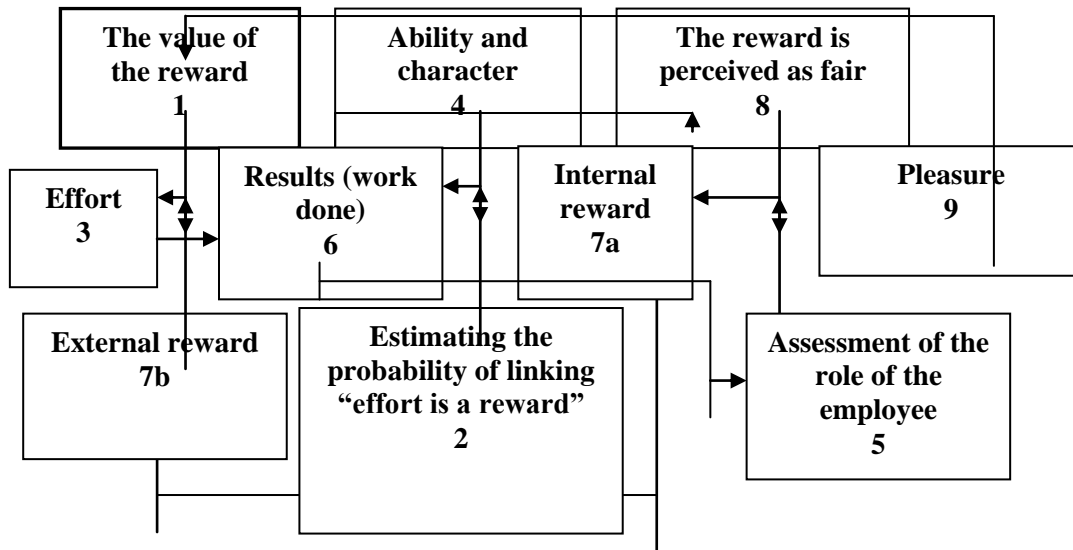 The value of
the reward
1
Ability and
character
4
The reward is
perceived as fair
8
Effort
3
Results (work
done)
6
Internal
reward
7a
Pleasure
9
External reward
7b
Estimating the
probability of linking
“effort is a reward”
2
Assessment of the
role of the
employee
5